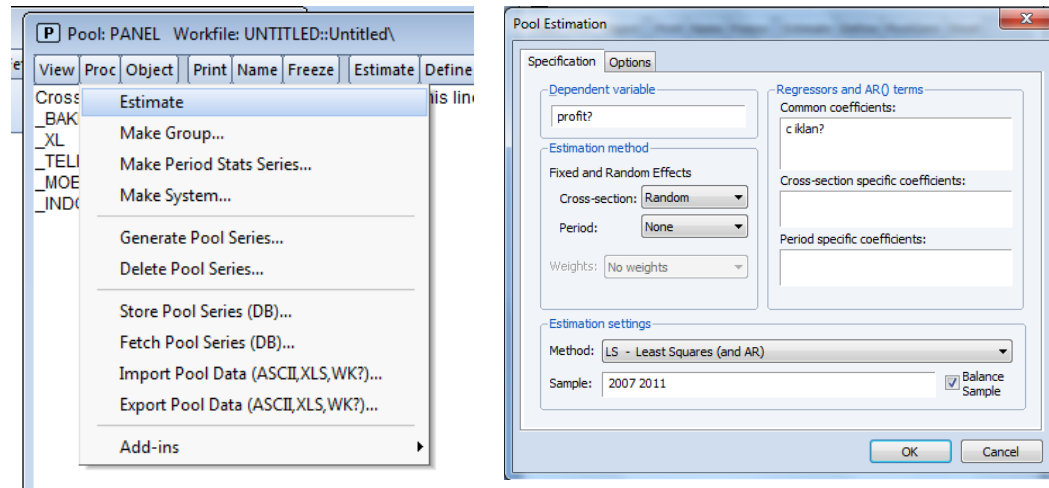 P Pool: PANEL Workfile: UNTITLED::Untitled\
View Proc Object Print Name Freeze Estimate Define
Cross
his line
_BAK
_XL
_TEL
_MOE
_IND
Estimate
Make Group...
Make Period Stats Series...
Make System...
Generate Pool Series...
Delete Pool Series...
Store Pool Series (DB)...
Fetch Pool Series (DB)...
Import Pool Data (ASCII,XLS,WK?)...
Export Pool Data (ASCII,XLS,WK?)...
Add-ins
Pool Estimation
Specification Options
Dependent variable
profit?
Estimation method
Fixed and Random Effects
Cross-section: Random
Period: None
Weights: No weights
Regressors and AR() terms
Common coefficients:
c iklan?
Cross-section specific coefficients:
Period specific coefficients:
Estimation settings
Method: LS - Least Squares (and AR)
Sample: 2007 2011
Balance
Sample
OK Cancel